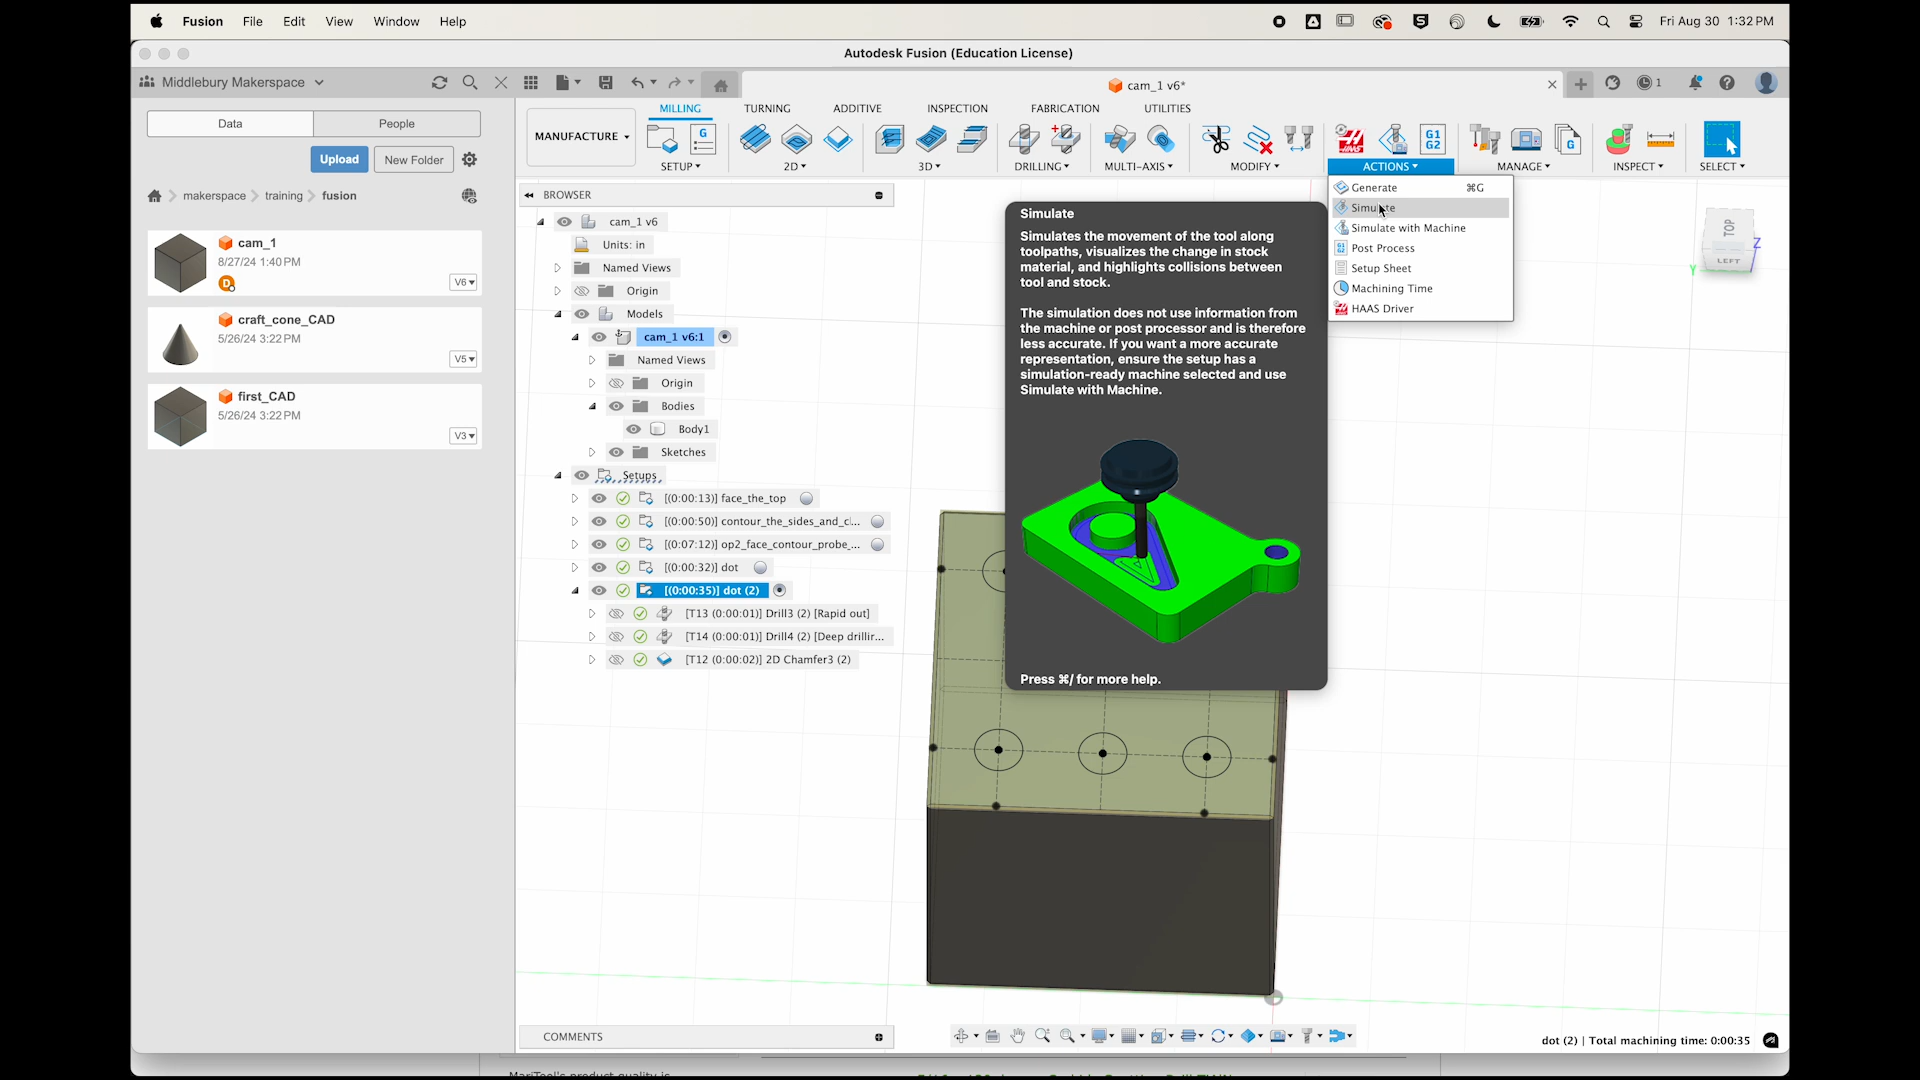 Fusion File Edit View Window Help
Fri Aug 30 1:32 PM
Autodesk Fusion (Education License)
Middlebury Makerspace
cam_1 v6*
1
Data People
Upload New Folder
makerspace training fusion
cam_1
8/27/24 1:40 PM
V6
craft_cone_CAD
5/26/24 3:22 PM
V5
first_CAD
5/26/24 3:22 PM
V3
MILLING TURNING ADDITIVE INSPECTION FABRICATION UTILITIES
MANUFACTURE
SETUP 2D 3D DRILLING MULTI-AXIS MODIFY ACTIONS MANAGE INSPECT SELECT
BROWSER
cam_1 v6
Units: in
Named Views
Origin
Models
cam_1 v6:1
Named Views
Origin
Bodies
Body1
Sketches
Setups
[(0:00:13)] face_the_top
[(0:00:50)] contour_the_sides_and_c...
[(0:07:12)] op2_face_contour_probe_...
[(0:00:32)] dot
[(0:00:35)] dot (2)
[T13 (0:00:01)] Drill3 (2) [Rapid out]
[T14 (0:00:01)] Drill4 (2) [Deep drillin...
[T12 (0:00:02)] 2D Chamfer3 (2)
Simulate
Simulates the movement of the tool along
toolpaths, visualizes the change in stock
material, and highlights collisions between
tool and stock.
The simulation does not use information from
the machine or post processor and is therefore
less accurate. If you want a more accurate
representation, ensure the setup has a
simulation-ready machine selected and use
Simulate with Machine.
Press ⌘/ for more help.
Generate ⌘G
Simulate
Simulate with Machine
Post Process
Setup Sheet
Machining Time
HAAS Driver
TOP
LEFT
Z
Y
COMMENTS
dot (2) | Total machining time: 0:00:35